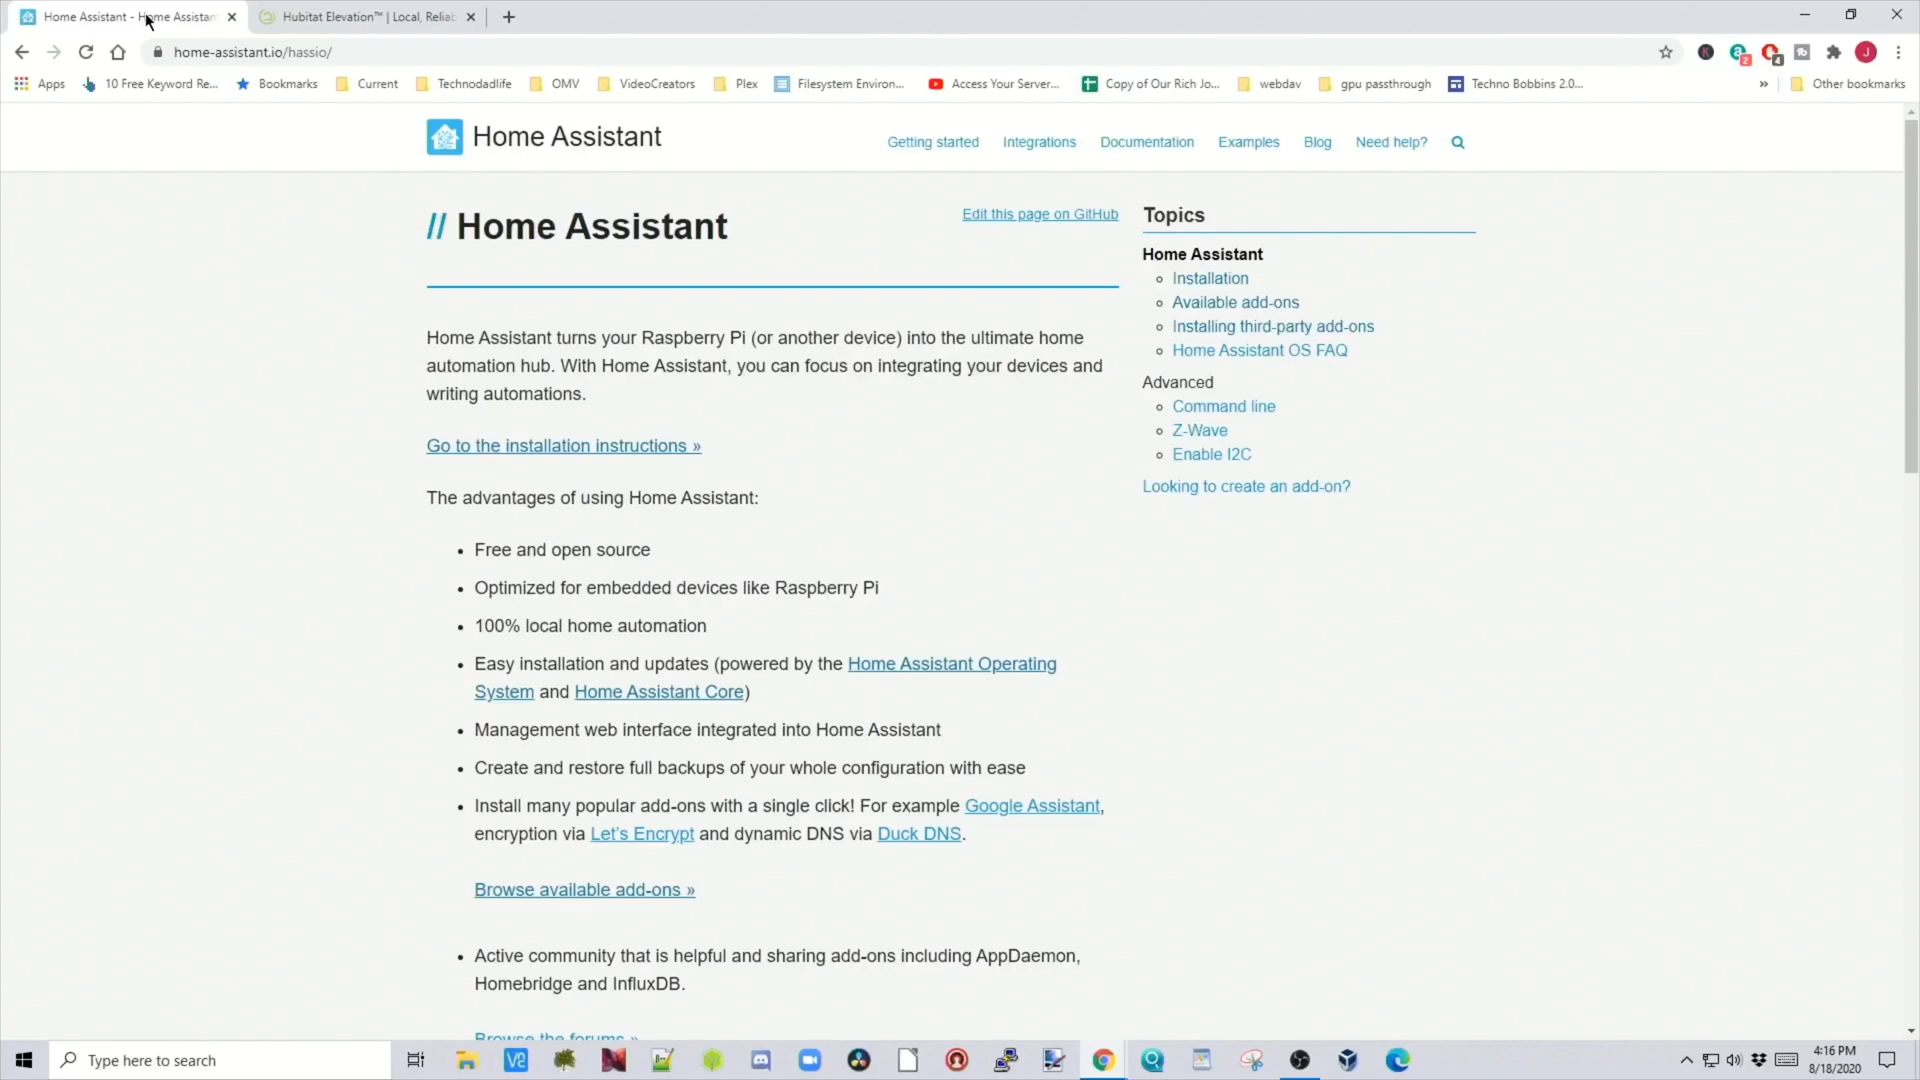 Home Assistant - Home Assistan
Hubitat Elevation™ | Local, Reliab
home-assistant.io/hassio/
Apps
10 Free Keyword Re...
Bookmarks
Current
Technodadlife
OMV
VideoCreators
Plex
Filesystem Environ...
Access Your Server...
Copy of Our Rich Jo...
webdav
gpu passthrough
Techno Bobbins 2.0...
»
Other bookmarks
Home Assistant
Getting started
Integrations
Documentation
Examples
Blog
Need help?
// Home Assistant
Edit this page on GitHub
Home Assistant turns your Raspberry Pi (or another device) into the ultimate home
automation hub. With Home Assistant, you can focus on integrating your devices and
writing automations.
Go to the installation instructions »
The advantages of using Home Assistant:
• Free and open source
• Optimized for embedded devices like Raspberry Pi
• 100% local home automation
• Easy installation and updates (powered by the Home Assistant Operating
System and Home Assistant Core)
• Management web interface integrated into Home Assistant
• Create and restore full backups of your whole configuration with ease
• Install many popular add-ons with a single click! For example Google Assistant,
encryption via Let's Encrypt and dynamic DNS via Duck DNS.
Browse available add-ons »
• Active community that is helpful and sharing add-ons including AppDaemon,
Homebridge and InfluxDB.
Browse the forums »
Topics
Home Assistant
Installation
Available add-ons
Installing third-party add-ons
Home Assistant OS FAQ
Advanced
Command line
Z-Wave
Enable I2C
Looking to create an add-on?
Type here to search
4:16 PM
8/18/2020